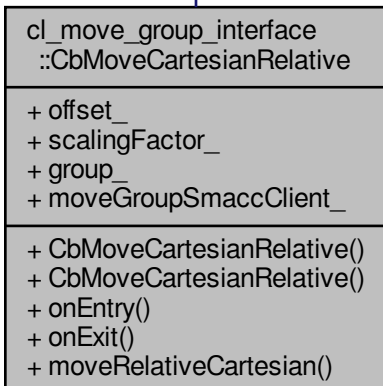 cl_move_group_interface
::CbMoveCartesianRelative
+ offset_
+ scalingFactor_
+ group_
+ moveGroupSmaccClient_
+ CbMoveCartesianRelative()
+ CbMoveCartesianRelative()
+ onEntry()
+ onExit()
+ moveRelativeCartesian()